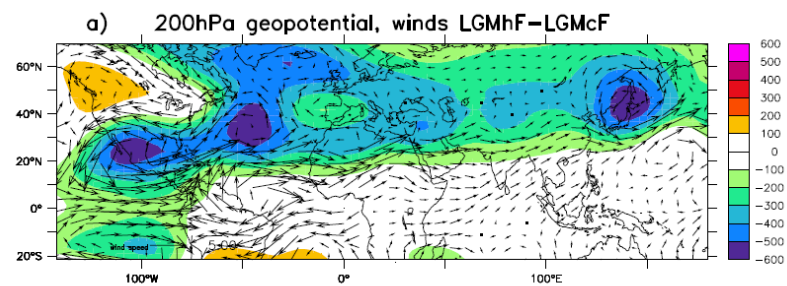 a) 200hPa geopotential, winds LGMhF-LGMcF
60°N
40°N
20°N
0°
20°S
100°W
0°
100°E
wind speed
5.00
600
500
400
300
200
100
0
-100
-200
-300
-400
-500
-600